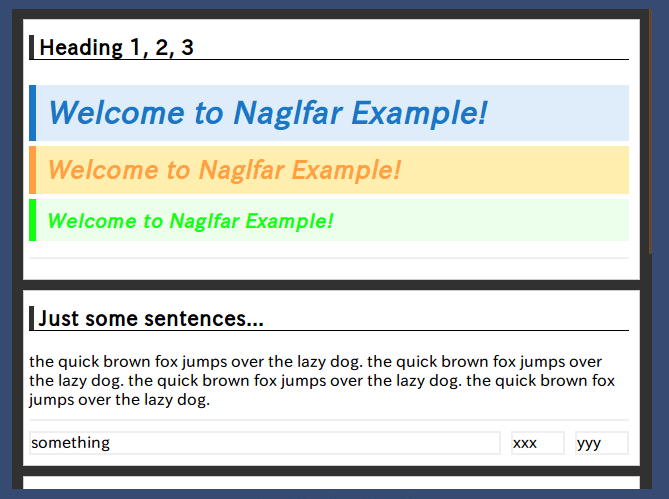 Heading 1, 2, 3
Welcome to Naglfar Example!
Welcome to Naglfar Example!
Welcome to Naglfar Example!
Just some sentences...
the quick brown fox jumps over the lazy dog. the quick brown fox jumps over
the lazy dog. the quick brown fox jumps over the lazy dog. the quick brown fox
jumps over the lazy dog.
something xxx yyy